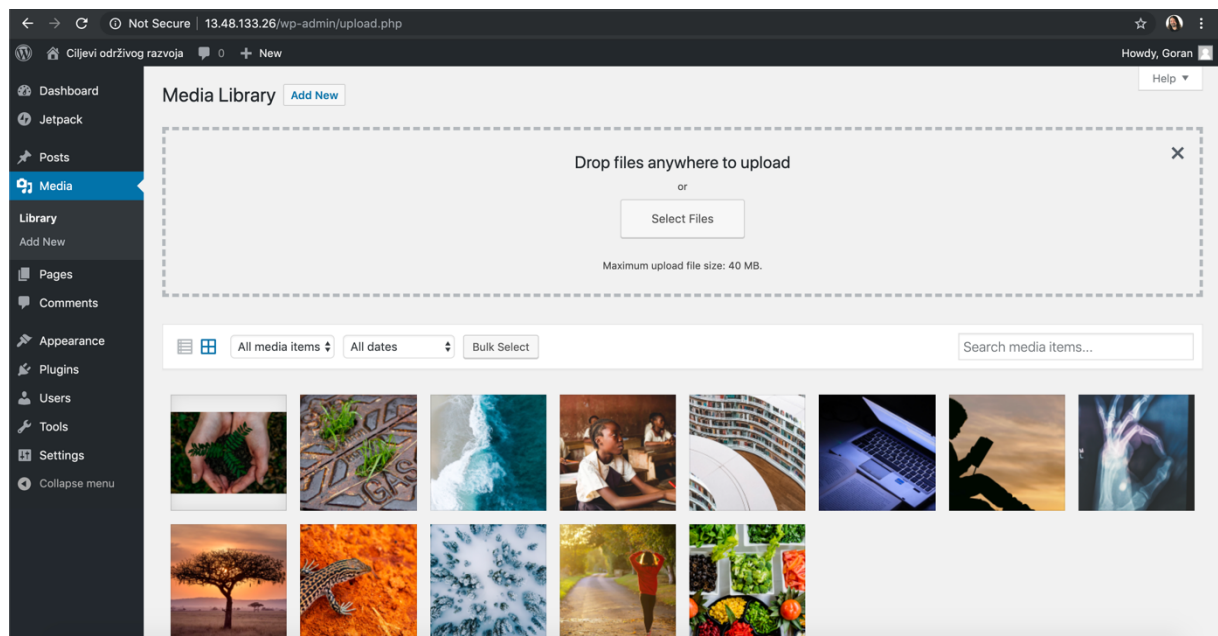 Not Secure | 13.48.133.26/wp-admin/upload.php
Ciljevi održivog razvoja 0 + New Howdy, Goran
Help ▼
Dashboard
Jetpack
Posts
Media
Library
Add New
Pages
Comments
Appearance
Plugins
Users
Tools
Settings
Collapse menu
Media Library Add New
Drop files anywhere to upload
or
Select Files
Maximum upload file size: 40 MB.
All media items All dates Bulk Select Search media items...
GAS